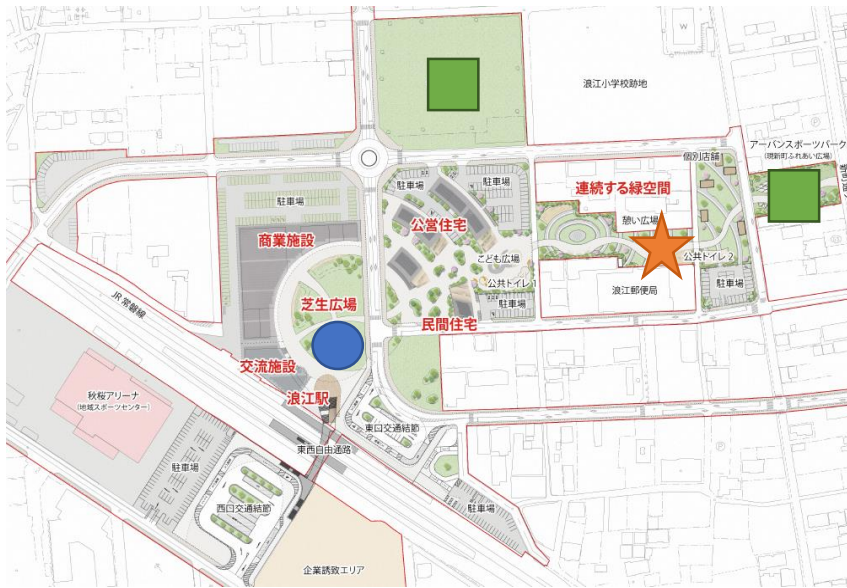 浪江小学校跡地
アーバンスポーツパーク
(現新町ふれあい広場)
個別店舗
駐車場
駐車場
連続する緑空間
駐車場
公営住宅
憩い広場
商業施設
こども広場
公共トイレ 2
公共トイレ 1
浪江郵便局
駐車場
駐車場
芝生広場
JR 常磐線
民間住宅
交流施設
浪江駅
秋桜アリーナ
(地域スポーツセンター)
東口交通結節
東西自由通路
駐車場
西口交通結節
駐車場
企業誘致エリア